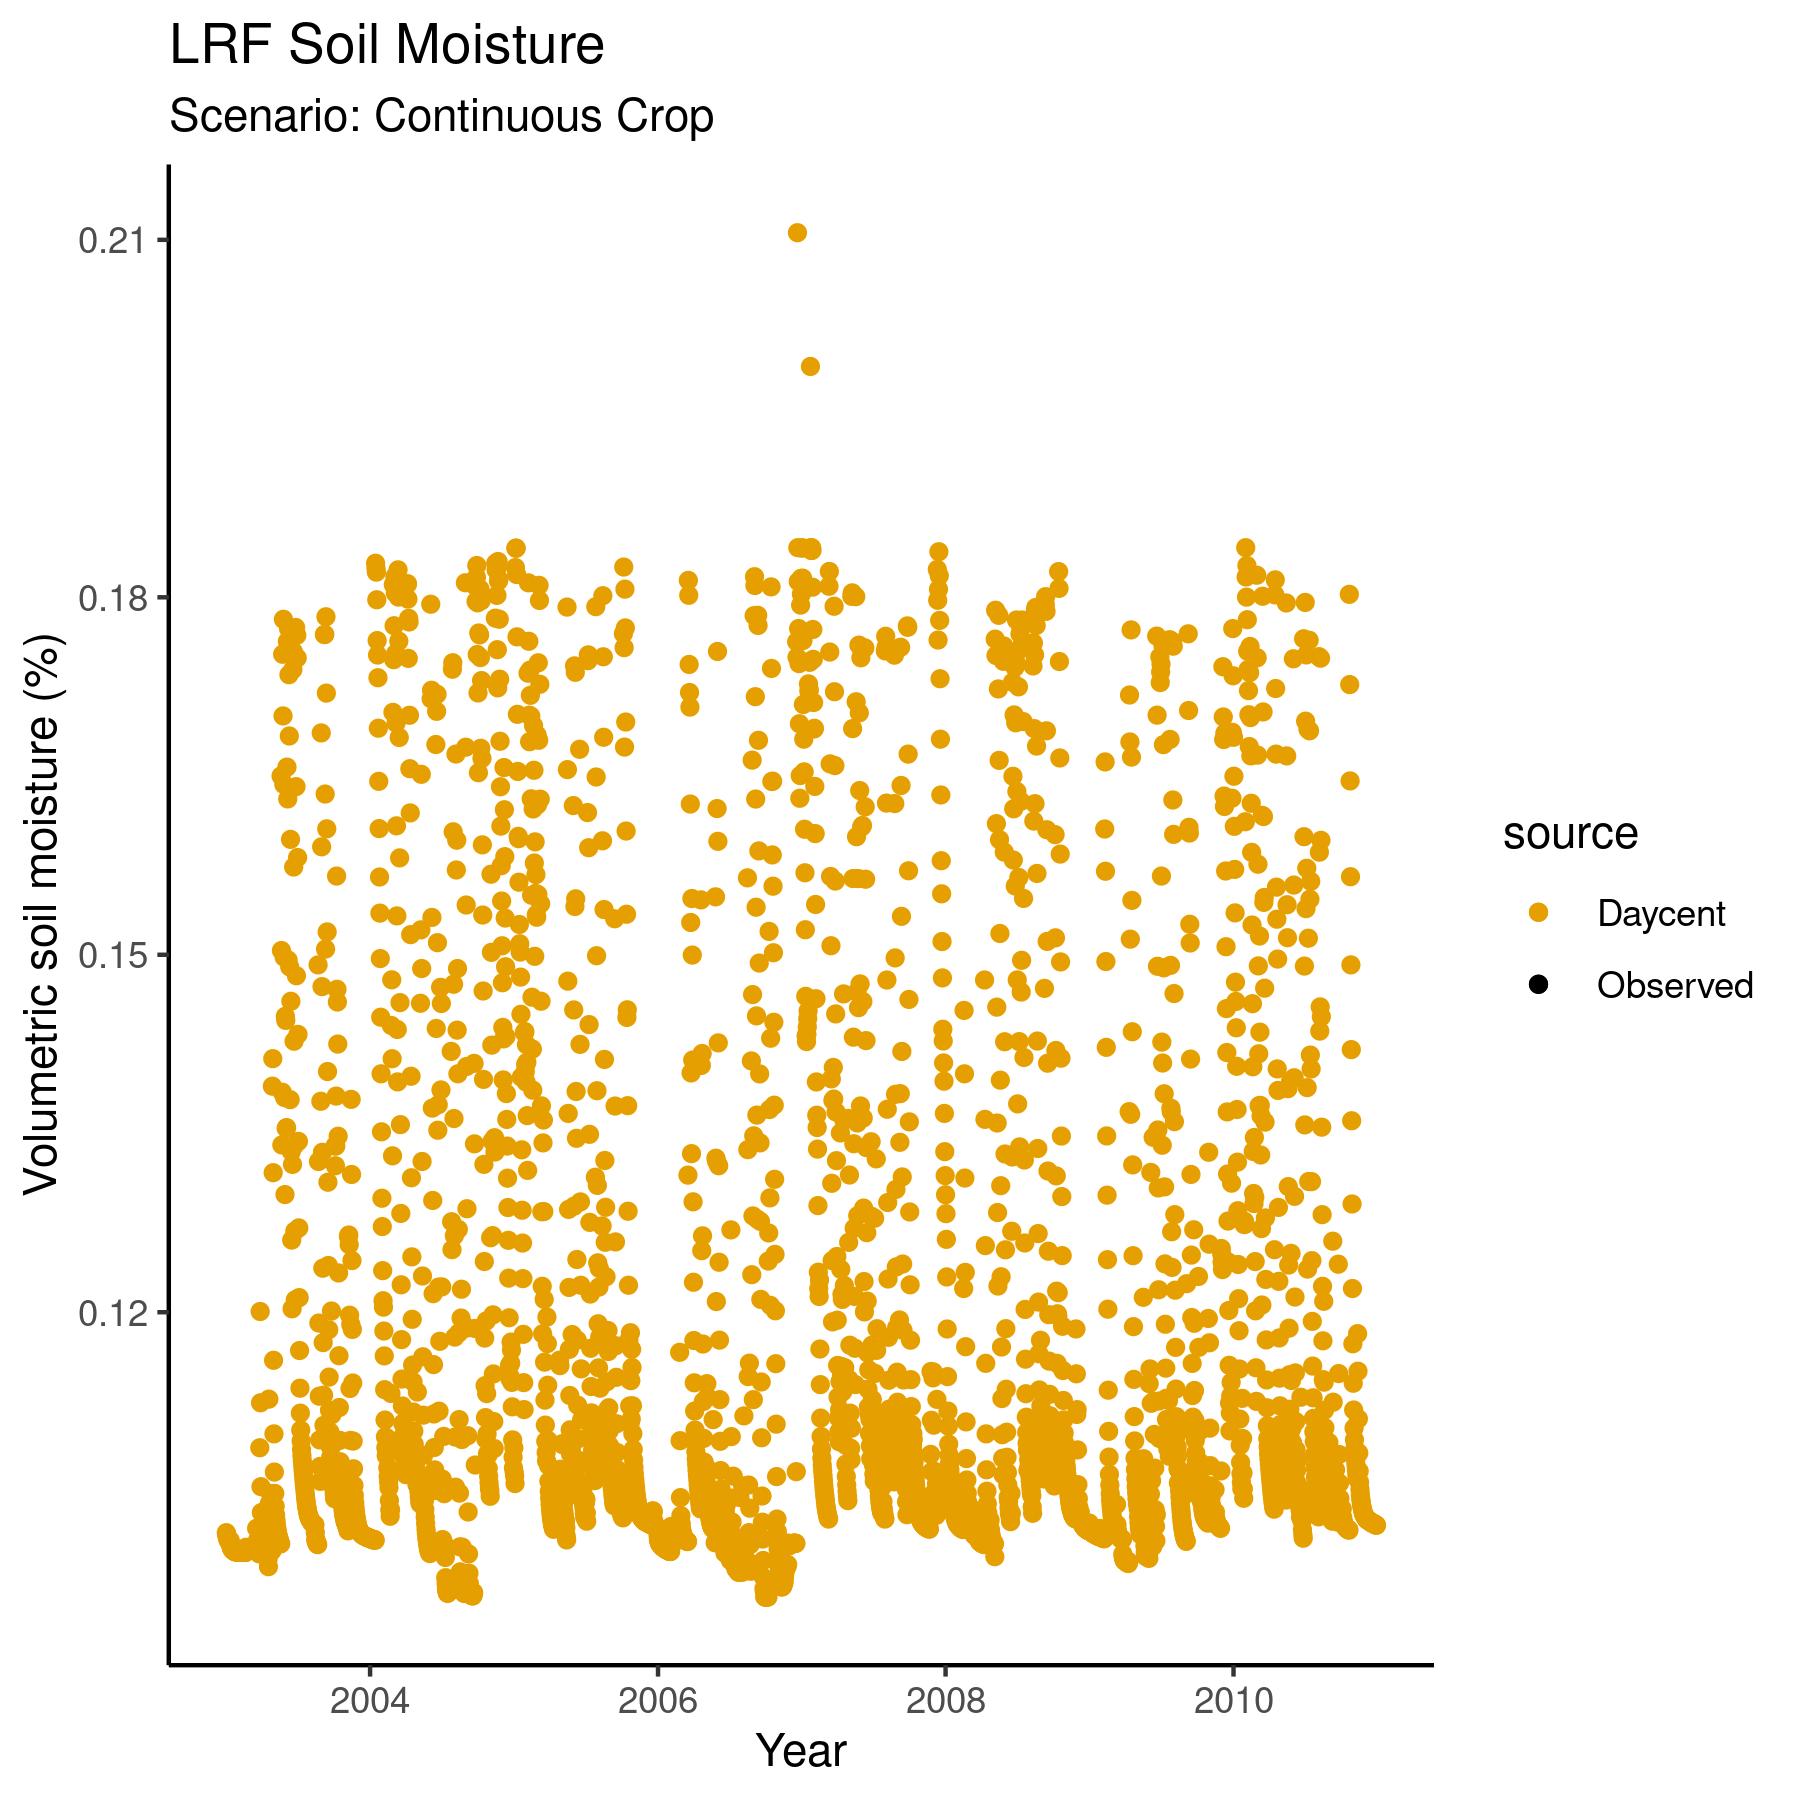 LRF Soil Moisture
Scenario: Continuous Crop
Volumetric soil moisture (%)
0.21
0.18
0.15
0.12
2004
2006
2008
2010
Year
source
Daycent
Observed